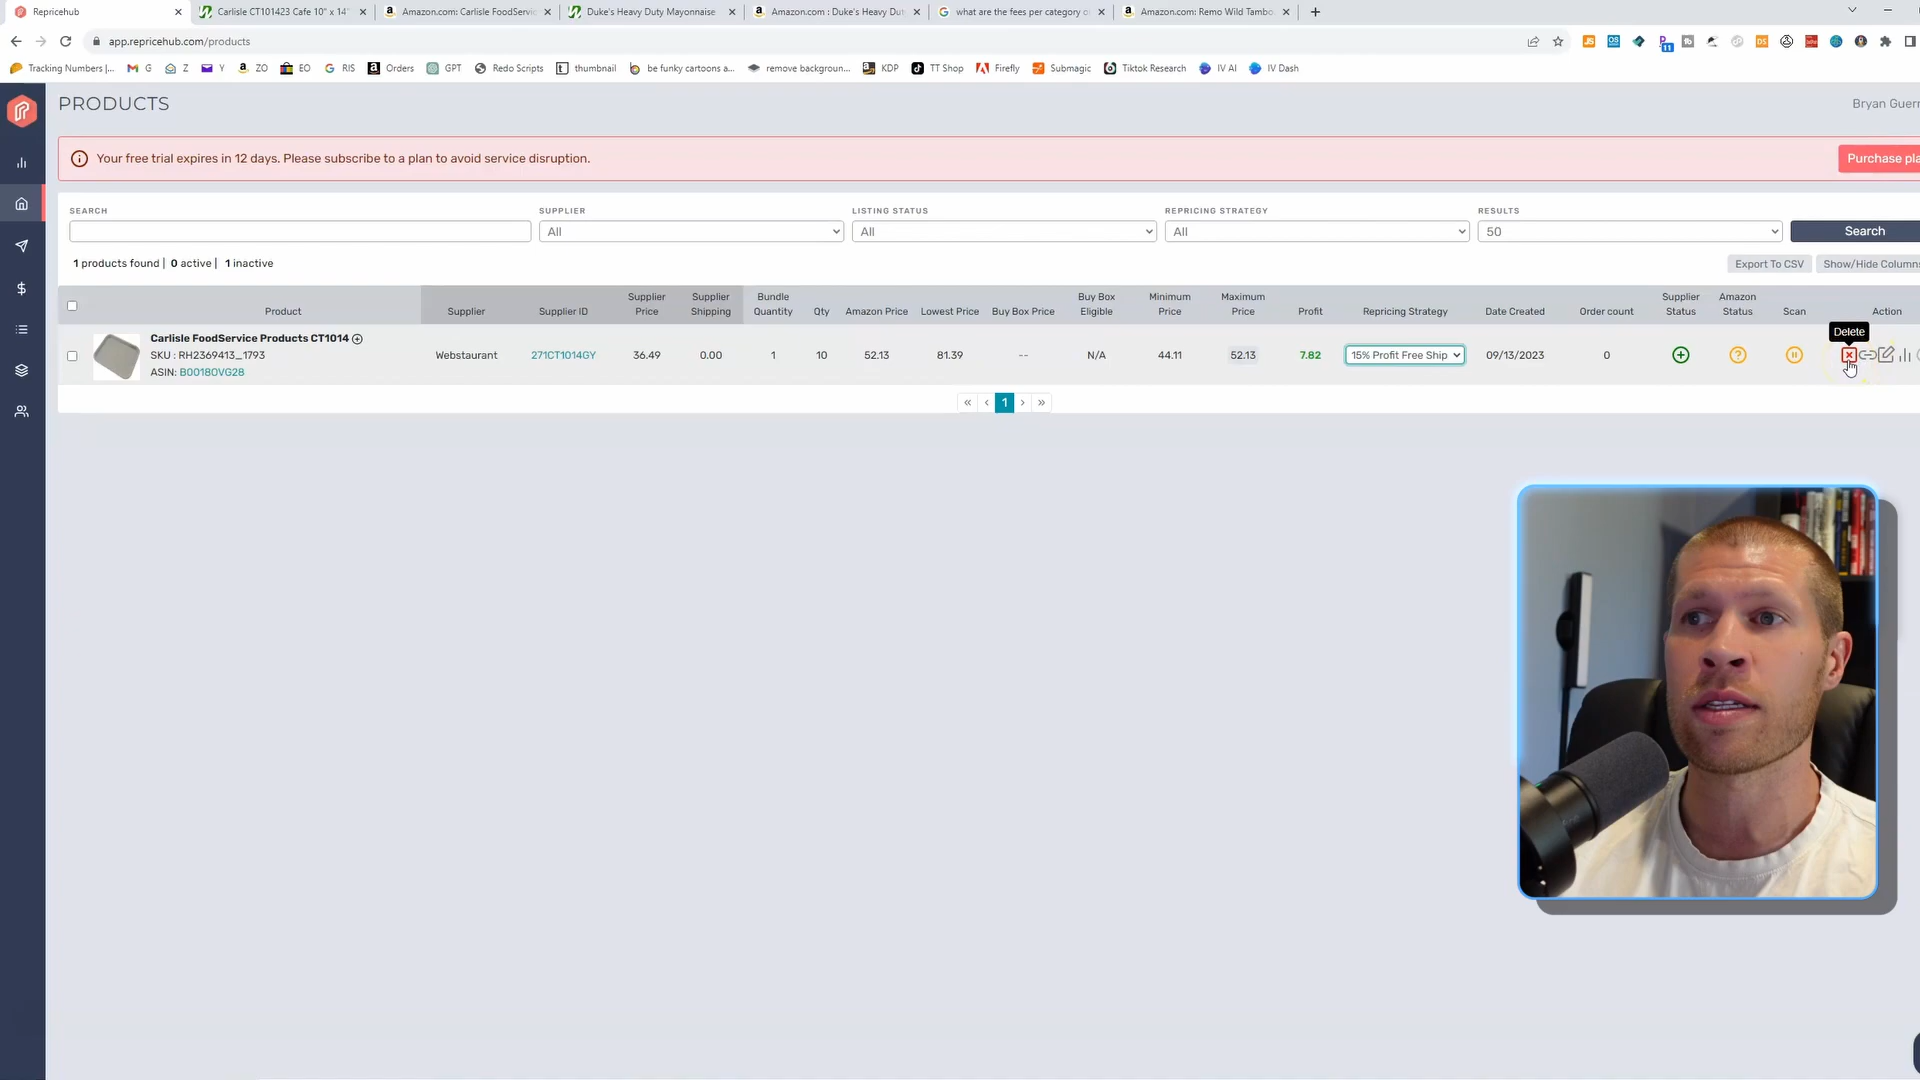 Repricehub
Carlisle CT101423 Cafe 10" x 14"
Amazon.com: Carlisle FoodServic
Duke's Heavy Duty Mayonnaise
Amazon.com : Duke's Heavy Dut
what are the fees per category o
Amazon.com: Remo Wild Tambo
app.repricehub.com/products
11
Tracking Numbers |...
G
Z
Y
ZO
EO
RIS
Orders
GPT
Redo Scripts
thumbnail
be funky cartoons a...
remove backgroun...
KDP
TT Shop
Firefly
Submagic
Tiktok Research
IV AI
IV Dash
PRODUCTS
Bryan Guerr
Your free trial expires in 12 days. Please subscribe to a plan to avoid service disruption.
Purchase pla
SEARCH
SUPPLIER
LISTING STATUS
REPRICING STRATEGY
RESULTS
All
All
All
50
Search
1 products found | 0 active | 1 inactive
Export To CSV
Show/Hide Columns
Product
Supplier
Supplier ID
Supplier Price
Supplier Shipping
Bundle Quantity
Qty
Amazon Price
Lowest Price
Buy Box Price
Buy Box Eligible
Minimum Price
Maximum Price
Profit
Repricing Strategy
Date Created
Order count
Supplier Status
Amazon Status
Scan
Action
Delete
Carlisle FoodService Products CT1014
SKU : RH2369413_1793
ASIN: B0018OVG28
Webstaurant
271CT1014GY
36.49
0.00
1
10
52.13
81.39
--
N/A
44.11
52.13
7.82
15% Profit Free Ship
09/13/2023
0
« ‹ 1 › »